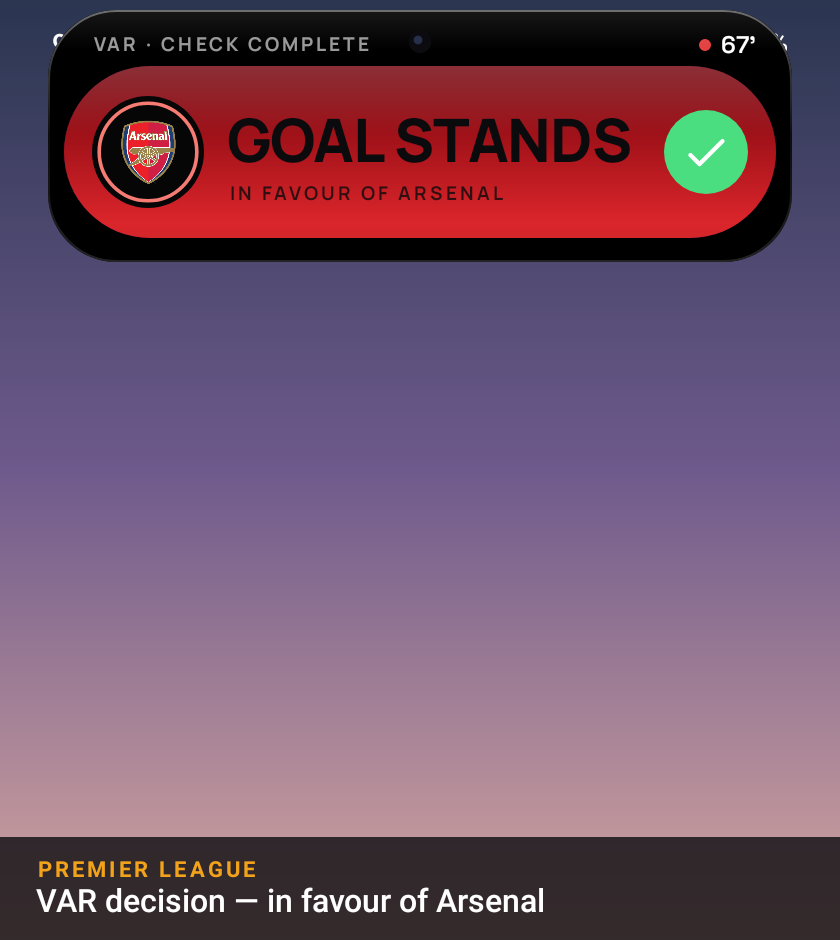 VAR · CHECK COMPLETE
67’
Arsenal
GOAL STANDS
IN FAVOUR OF ARSENAL
PREMIER LEAGUE
VAR decision — in favour of Arsenal